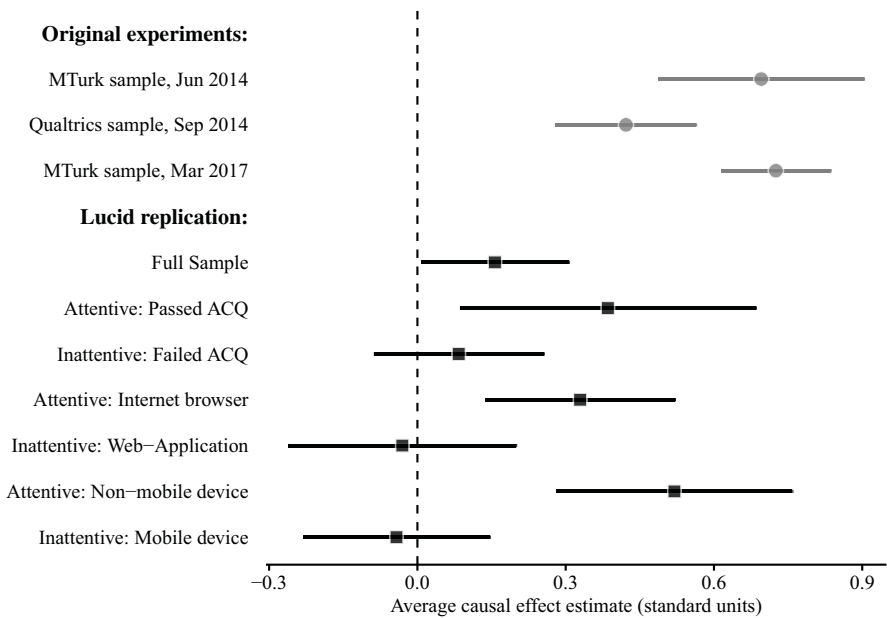 Original experiments:
MTurk sample, Jun 2014
Qualtrics sample, Sep 2014
MTurk sample, Mar 2017
Lucid replication:
Full Sample
Attentive: Passed ACQ
Inattentive: Failed ACQ
Attentive: Internet browser
Inattentive: Web−Application
Attentive: Non−mobile device
Inattentive: Mobile device
−0.3 0.0 0.3 0.6 0.9
Average causal effect estimate (standard units)